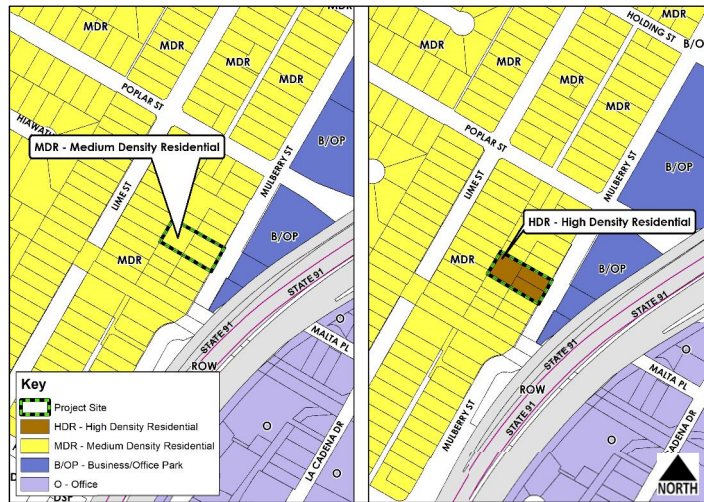 MDR
MDR
MDR
MDR
MDR
POPLAR ST
MDR - Medium Density Residential
B/OP
MULBERRY ST
LIME ST
B/OP
MDR
STATE 91
STATE 91
ROW
O
MALTA PL
O
O
LA CADENA DR
Key
Project Site
HDR - High Density Residential
MDR - Medium Density Residential
B/OP - Business/Office Park
O - Office
MDR
MDR
HOLDING ST
B/O
MDR
MDR
MDR
POPLAR ST
B/OP
MULBERRY ST
LIME ST
HDR - High Density Residential
MDR
B/OP
STATE 91
STATE 91
ROW
MALTA PL
O
O
O
MULBERRY ST
NORTH